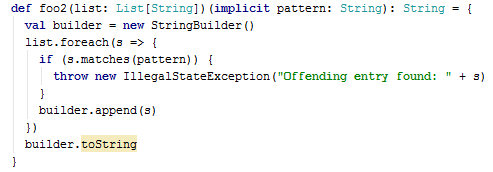 def foo2(list: List[String])(implicit pattern: String): String = {
  val builder = new StringBuilder()
  list.foreach(s => {
    if (s.matches(pattern)) {
      throw new IllegalStateException("Offending entry found: " + s)
    }
    builder.append(s)
  })
  builder.toString
}